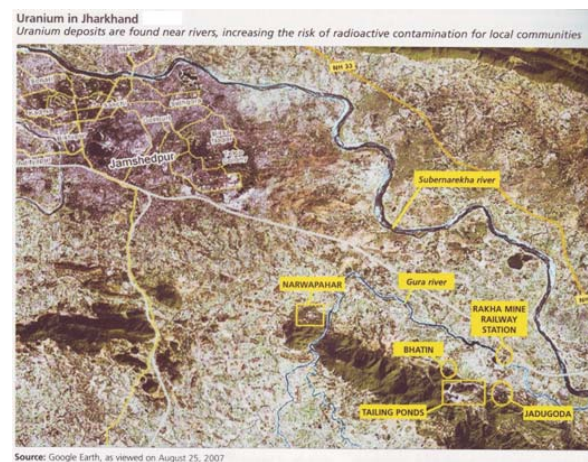 Uranium in Jharkhand
Uranium deposits are found near rivers, increasing the risk of radioactive contamination for local communities
NH 33
Jamshedpur
Subernarekha river
NARWAPAHAR
Gura river
RAKHA MINE
RAILWAY
STATION
BHATIN
TAILING PONDS
JADUGODA
Source: Google Earth, as viewed on August 25, 2007